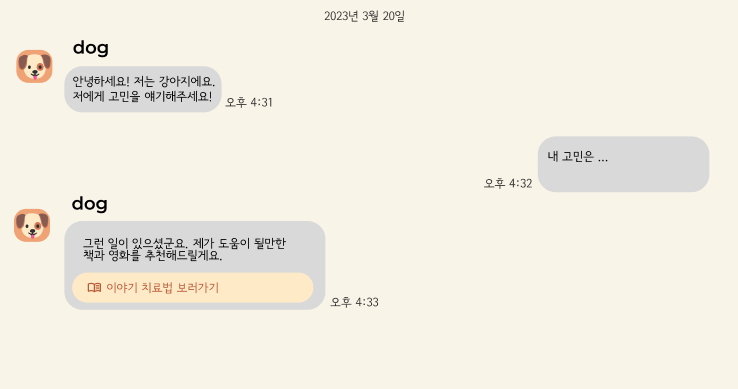 2023년 3월 20일
dog
안녕하세요! 저는 강아지에요.
저에게 고민을 얘기해주세요!
오후 4:31
내 고민은 ...
오후 4:32
dog
그런 일이 있으셨군요. 제가 도움이 될만한
책과 영화를 추천해드릴게요.
이야기 치료법 보러가기
오후 4:33